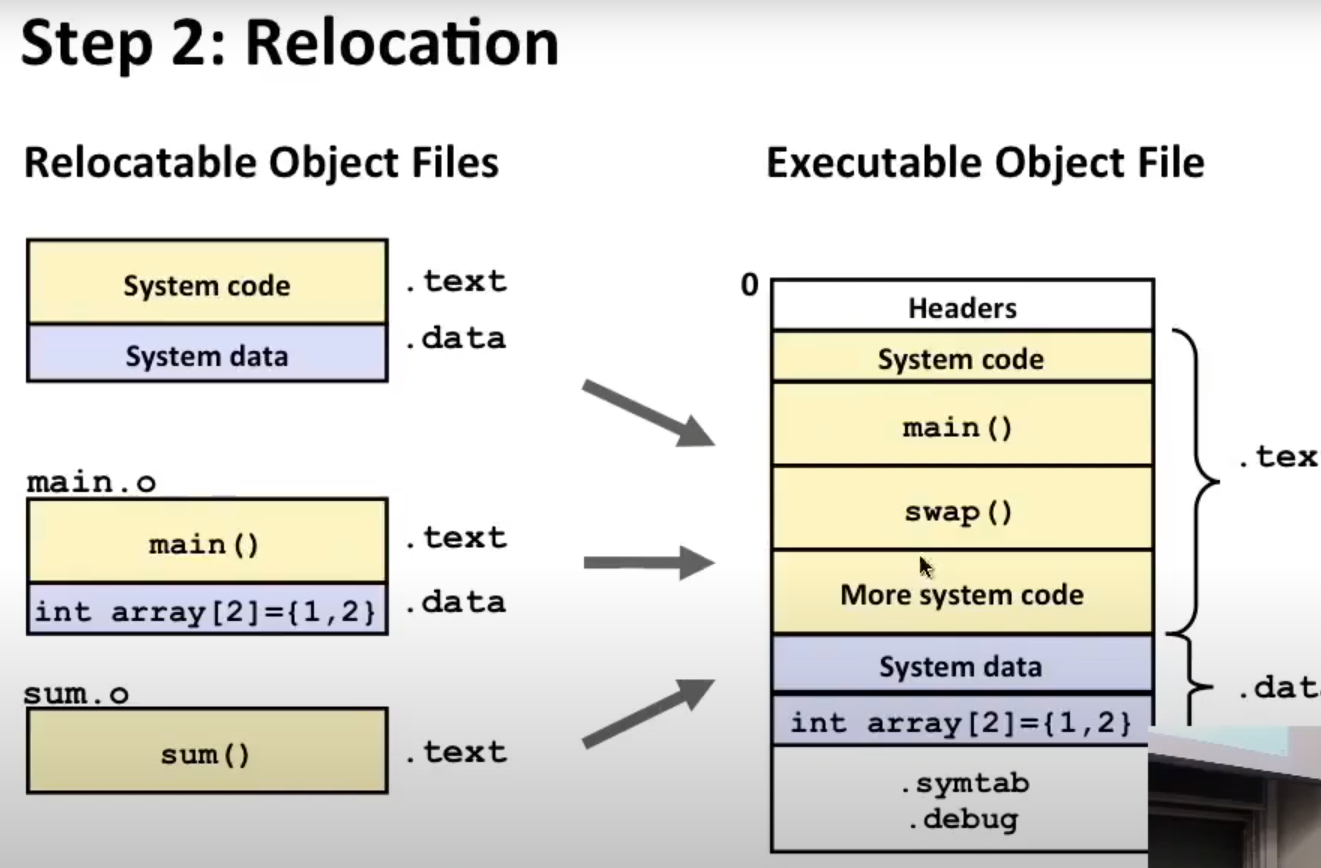 Step 2: Relocation
Relocatable Object Files
Executable Object File
System code
.text
System data
.data
main.o
main()
.text
int array[2]={1,2}
.data
sum.o
sum()
.text
0
Headers
System code
main()
swap()
More system code
.tex
System data
int array[2]={1,2}
.dat
.symtab
.debug